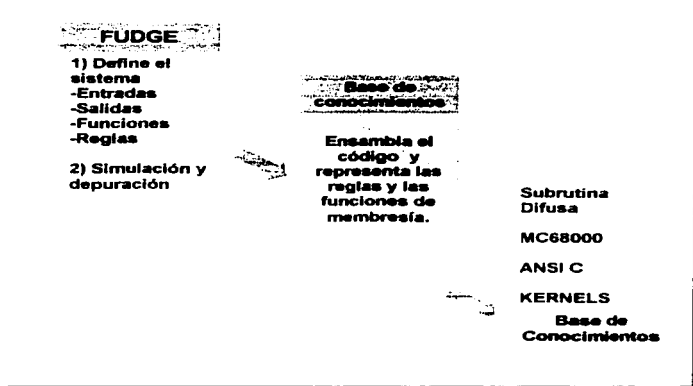 FUDGE
1) Define el
sistema
-Entradas
-Salidas
-Funciones
-Reglas
2) Simulación y
depuración
Base de
conocimientos
Ensambla el
código y
representa las
reglas y las
funciones de
membresía.
Subrutina
Difusa
MC68000
ANSI C
KERNELS
Base de
Conocimientos